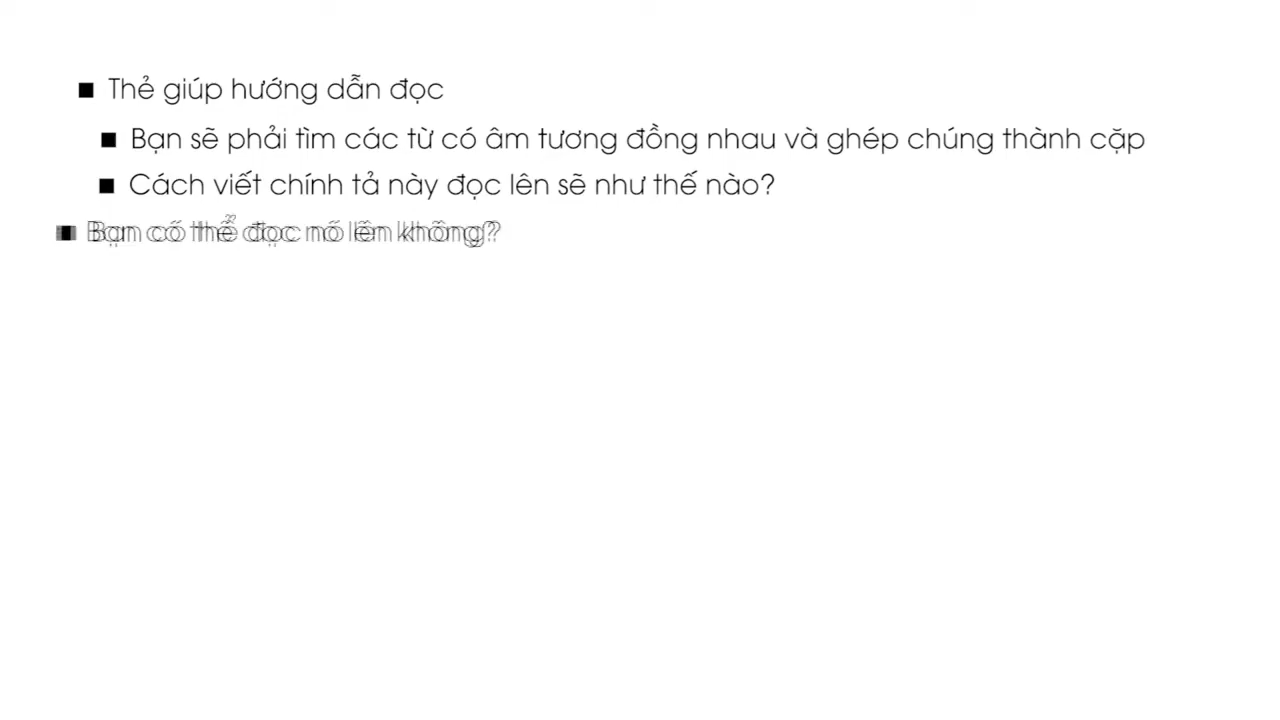 Thẻ giúp hướng dẫn đọc
Bạn sẽ phải tìm các từ có âm tương đồng nhau và ghép chúng thành cặp
Cách viết chính tả này đọc lên sẽ như thế nào?
Bạn có thể đọc nó lên không?